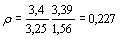 ρ = 3,4/3,25 3,39/1,56 = 0,227